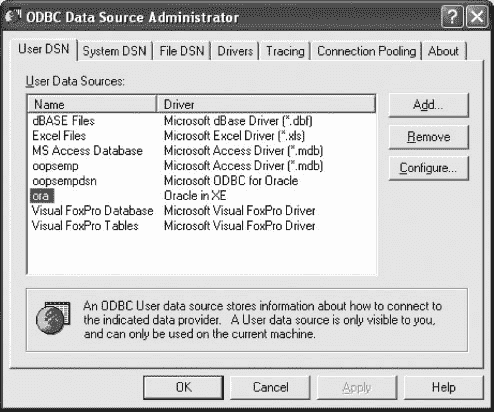 ODBC Data Source Administrator
User DSN System DSN File DSN Drivers Tracing Connection Pooling About
User Data Sources:
Name Driver
dBASE Files Microsoft dBase Driver (*.dbf)
Excel Files Microsoft Excel Driver (*.xls)
MS Access Database Microsoft Access Driver (*.mdb)
oopsemp Microsoft Access Driver (*.mdb)
oopsempdsn Microsoft ODBC for Oracle
ora Oracle in XE
Visual FoxPro Database Microsoft Visual FoxPro Driver
Visual FoxPro Tables Microsoft Visual FoxPro Driver
Add...
Remove
Configure...
An ODBC User data source stores information about how to connect to
the indicated data provider. A User data source is only visible to you,
and can only be used on the current machine.
OK Cancel Apply Help